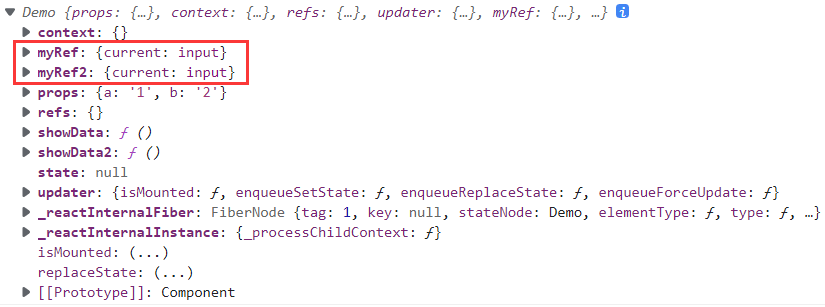 Demo {props: {…}, context: {…}, refs: {…}, updater: {…}, myRef: {…}, …} i
context: {}
myRef: {current: input}
myRef2: {current: input}
props: {a: '1', b: '2'}
refs: {}
showData: ƒ ()
showData2: ƒ ()
state: null
updater: {isMounted: ƒ, enqueueSetState: ƒ, enqueueReplaceState: ƒ, enqueueForceUpdate: ƒ}
_reactInternalFiber: FiberNode {tag: 1, key: null, stateNode: Demo, elementType: ƒ, type: ƒ, …}
_reactInternalInstance: {_processChildContext: ƒ}
isMounted: (...)
replaceState: (...)
[[Prototype]]: Component